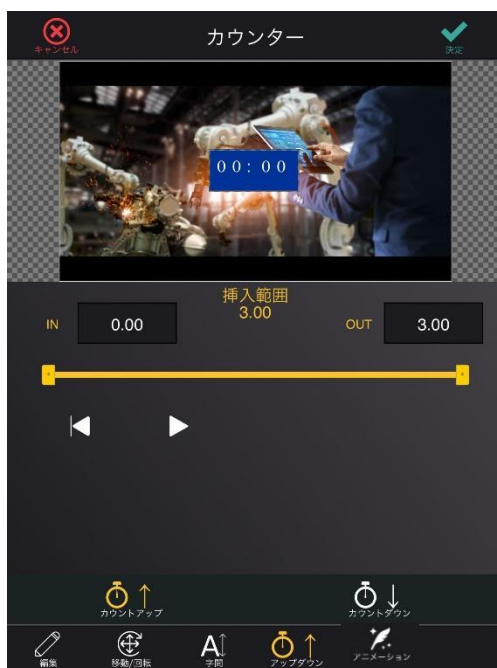 キャンセル
カウンター
決定
00:00
挿入範囲
3.00
IN
0.00
OUT
3.00
カウントアップ
カウントダウン
編集
移動/回転
字間
アップダウン
アニメーション